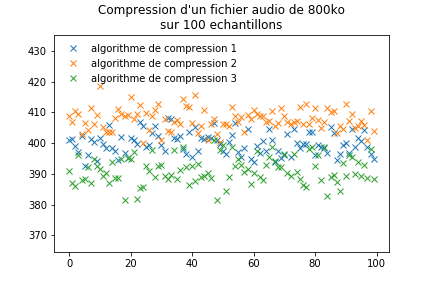 Compression d'un fichier audio de 800ko
sur 100 echantillons
algorithme de compression 1
algorithme de compression 2
algorithme de compression 3
430
420
410
400
390
380
370
0
20
40
60
80
100